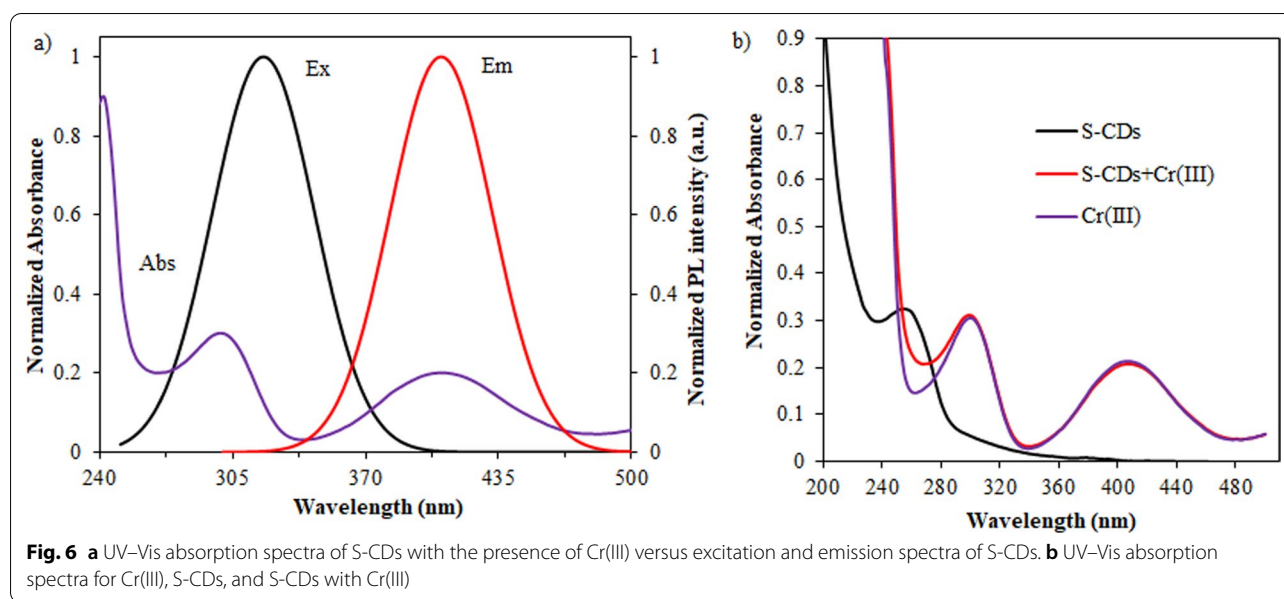 a)
1
0.8
0.6
0.4
0.2
0
Normalized Absorbance
Abs
Ex
Em
1
0.8
0.6
0.4
0.2
0
Normalized PL intensity (a.u.)
240 305 370 435 500
Wavelength (nm)
b)
0.9
0.8
0.7
0.6
0.5
0.4
0.3
0.2
0.1
0
Normalized Absorbance
S-CDs
S-CDs+Cr(III)
Cr(III)
200 240 280 320 360 400 440 480
Wavelength (nm)
Fig. 6 a UV–Vis absorption spectra of S-CDs with the presence of Cr(III) versus excitation and emission spectra of S-CDs. b UV–Vis absorption
spectra for Cr(III), S-CDs, and S-CDs with Cr(III)